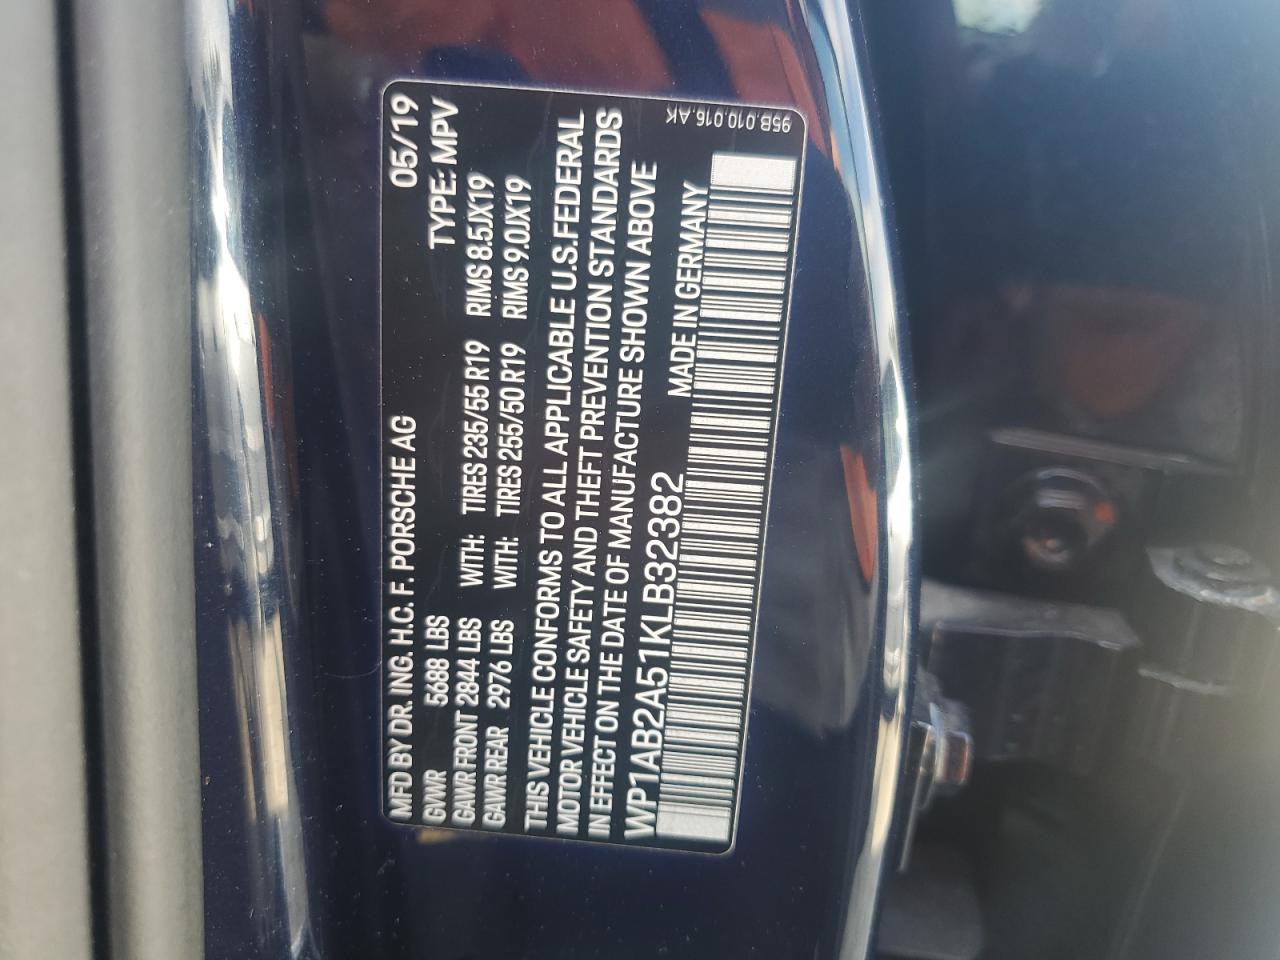 MFD BY DR. ING. H.C. F. PORSCHE AG 05/19
GVWR 5688 LBS TYPE: MPV
GAWR FRONT 2844 LBS WITH: TIRES 235/55 R19 RIMS 8.5JX19
GAWR REAR 2976 LBS WITH: TIRES 255/50 R19 RIMS 9.0JX19
THIS VEHICLE CONFORMS TO ALL APPLICABLE U.S.FEDERAL
MOTOR VEHICLE SAFETY AND THEFT PREVENTION STANDARDS
IN EFFECT ON THE DATE OF MANUFACTURE SHOWN ABOVE
WP1AB2A51KLB32382 MADE IN GERMANY
95B.010.016.AK